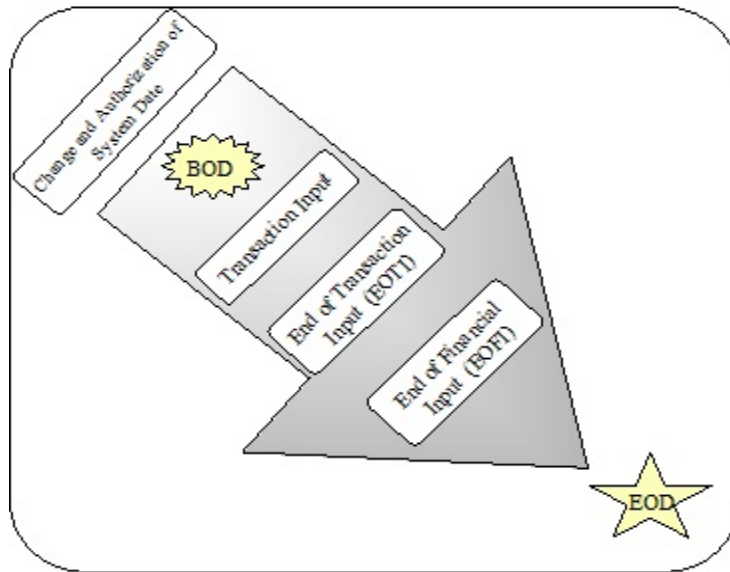 Change and Authorization of
System Date
BOD
Transaction Input
End of Transaction
Input (EOTI)
End of Financial
Input (EOFI)
EOD